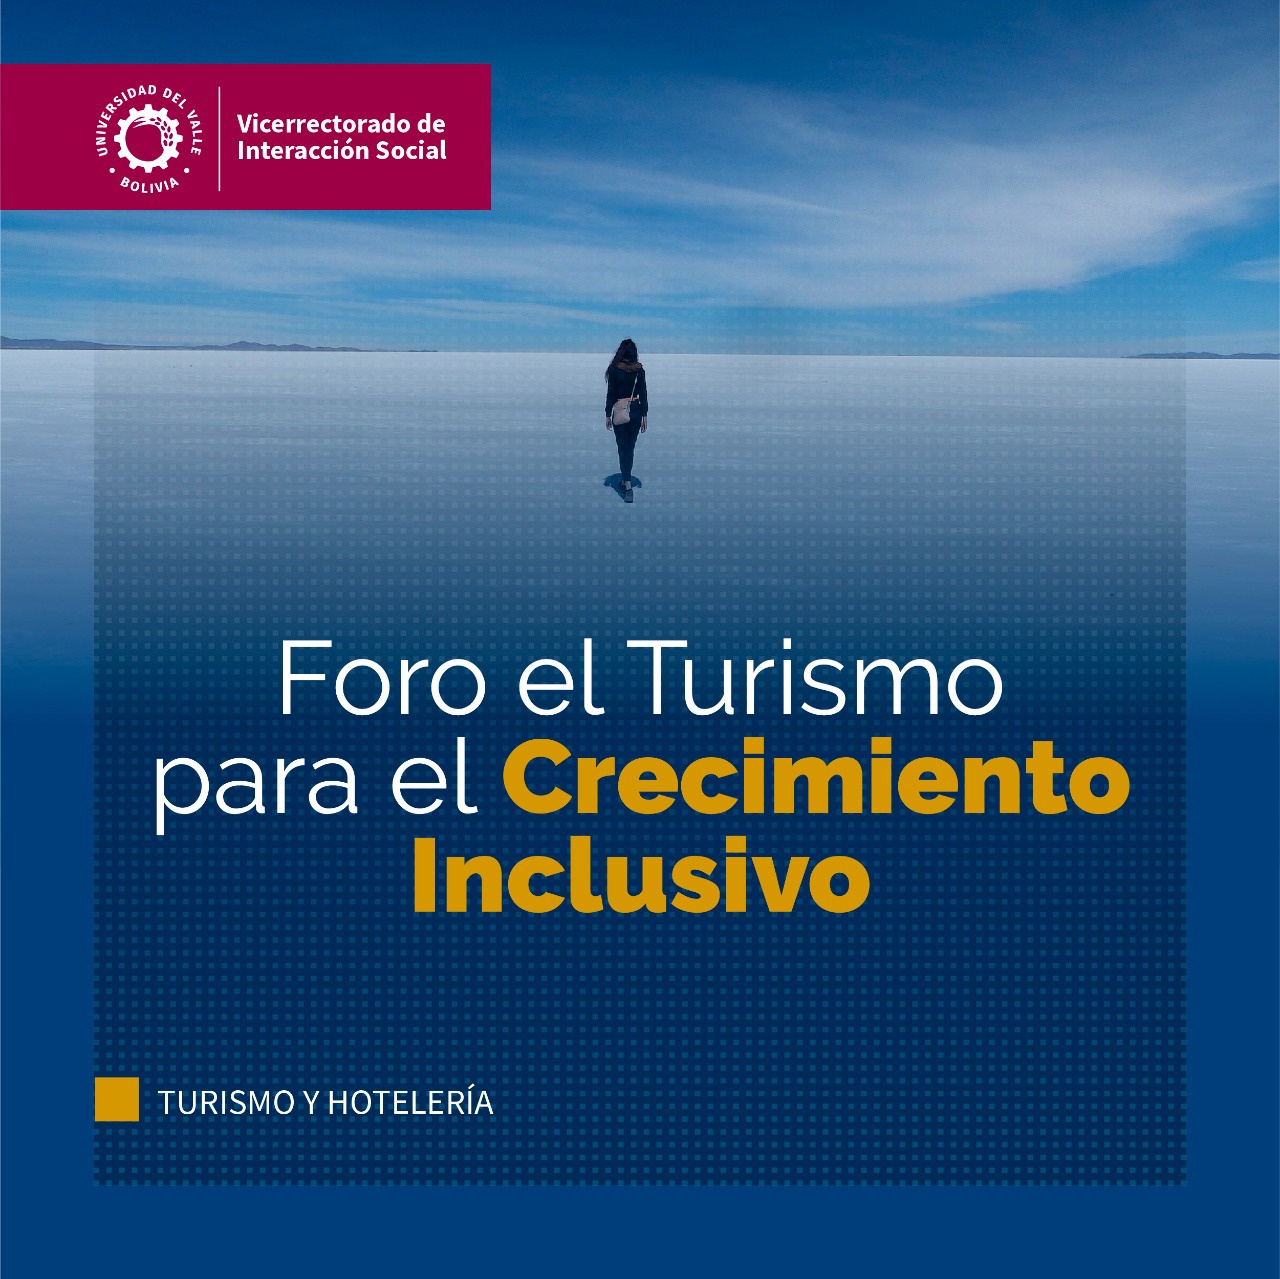 UNIVERSIDAD DEL VALLE
BOLIVIA
Vicerrectorado de
Interacción Social
Foro el Turismo
para el Crecimiento
Inclusivo
TURISMO Y HOTELERÍA